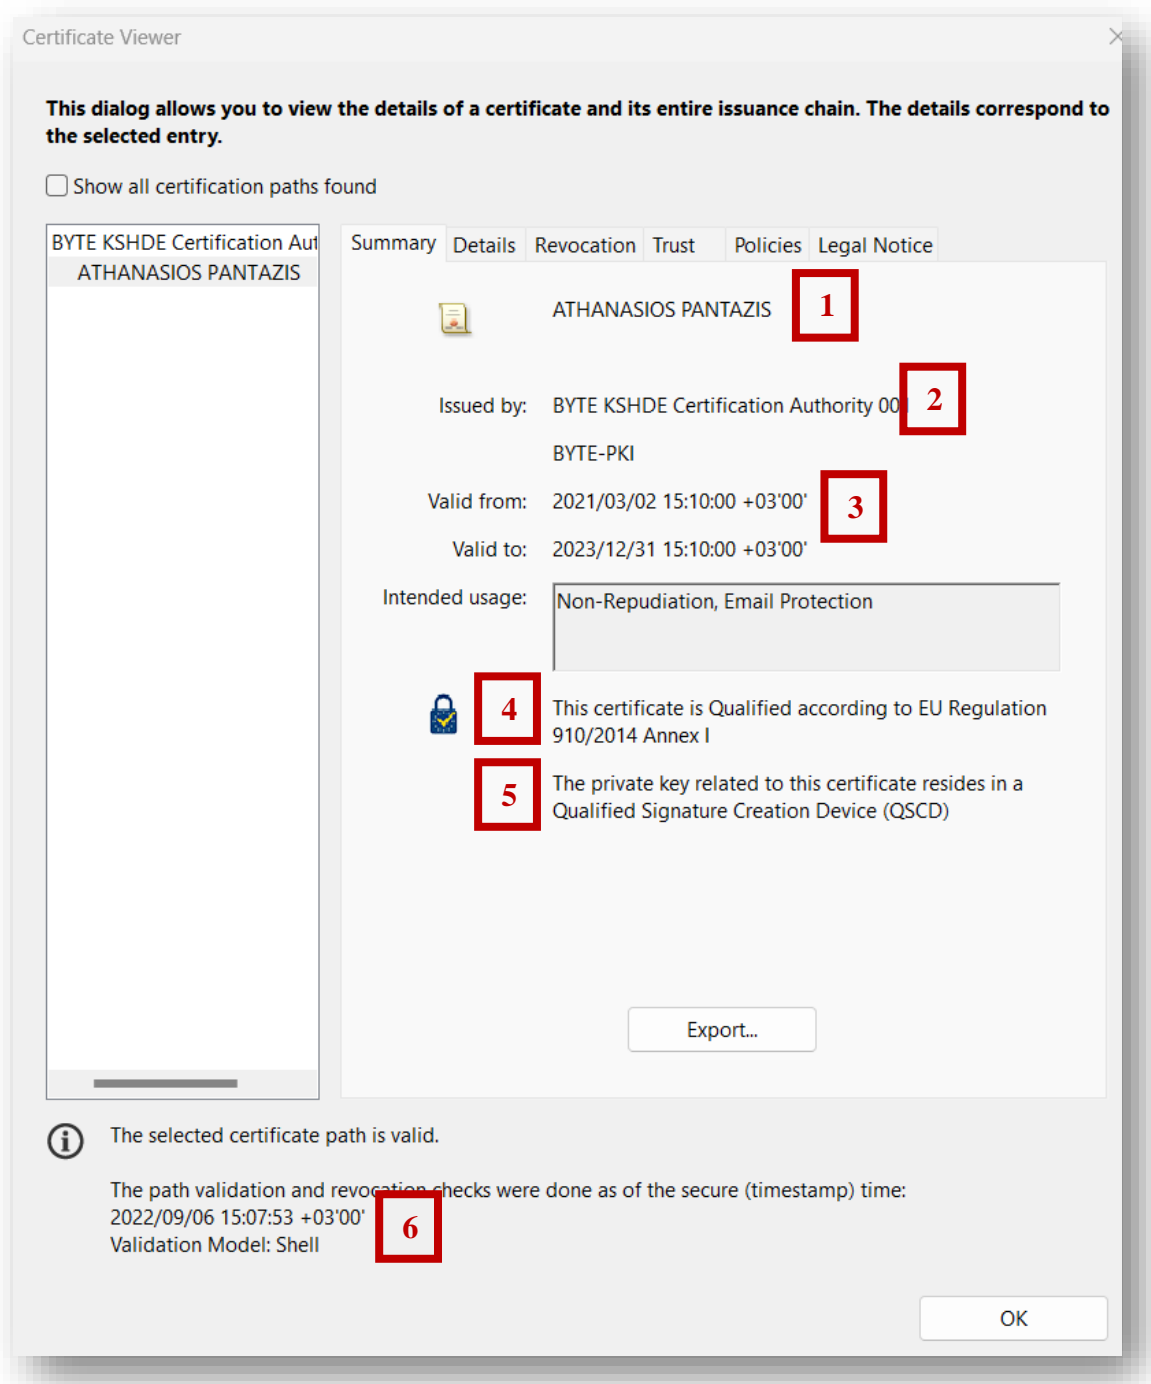 Certificate Viewer
This dialog allows you to view the details of a certificate and its entire issuance chain. The details correspond to
the selected entry.
Show all certification paths found
BYTE KSHDE Certification Aut
ATHANASIOS PANTAZIS
Summary Details Revocation Trust Policies Legal Notice
ATHANASIOS PANTAZIS
1
Issued by: BYTE KSHDE Certification Authority 00
2
BYTE-PKI
Valid from: 2021/03/02 15:10:00 +03'00'
3
Valid to: 2023/12/31 15:10:00 +03'00'
Intended usage: Non-Repudiation, Email Protection
4
This certificate is Qualified according to EU Regulation
910/2014 Annex I
5
The private key related to this certificate resides in a
Qualified Signature Creation Device (QSCD)
Export...
The selected certificate path is valid.
The path validation and revocation checks were done as of the secure (timestamp) time:
2022/09/06 15:07:53 +03'00'
6
Validation Model: Shell
OK